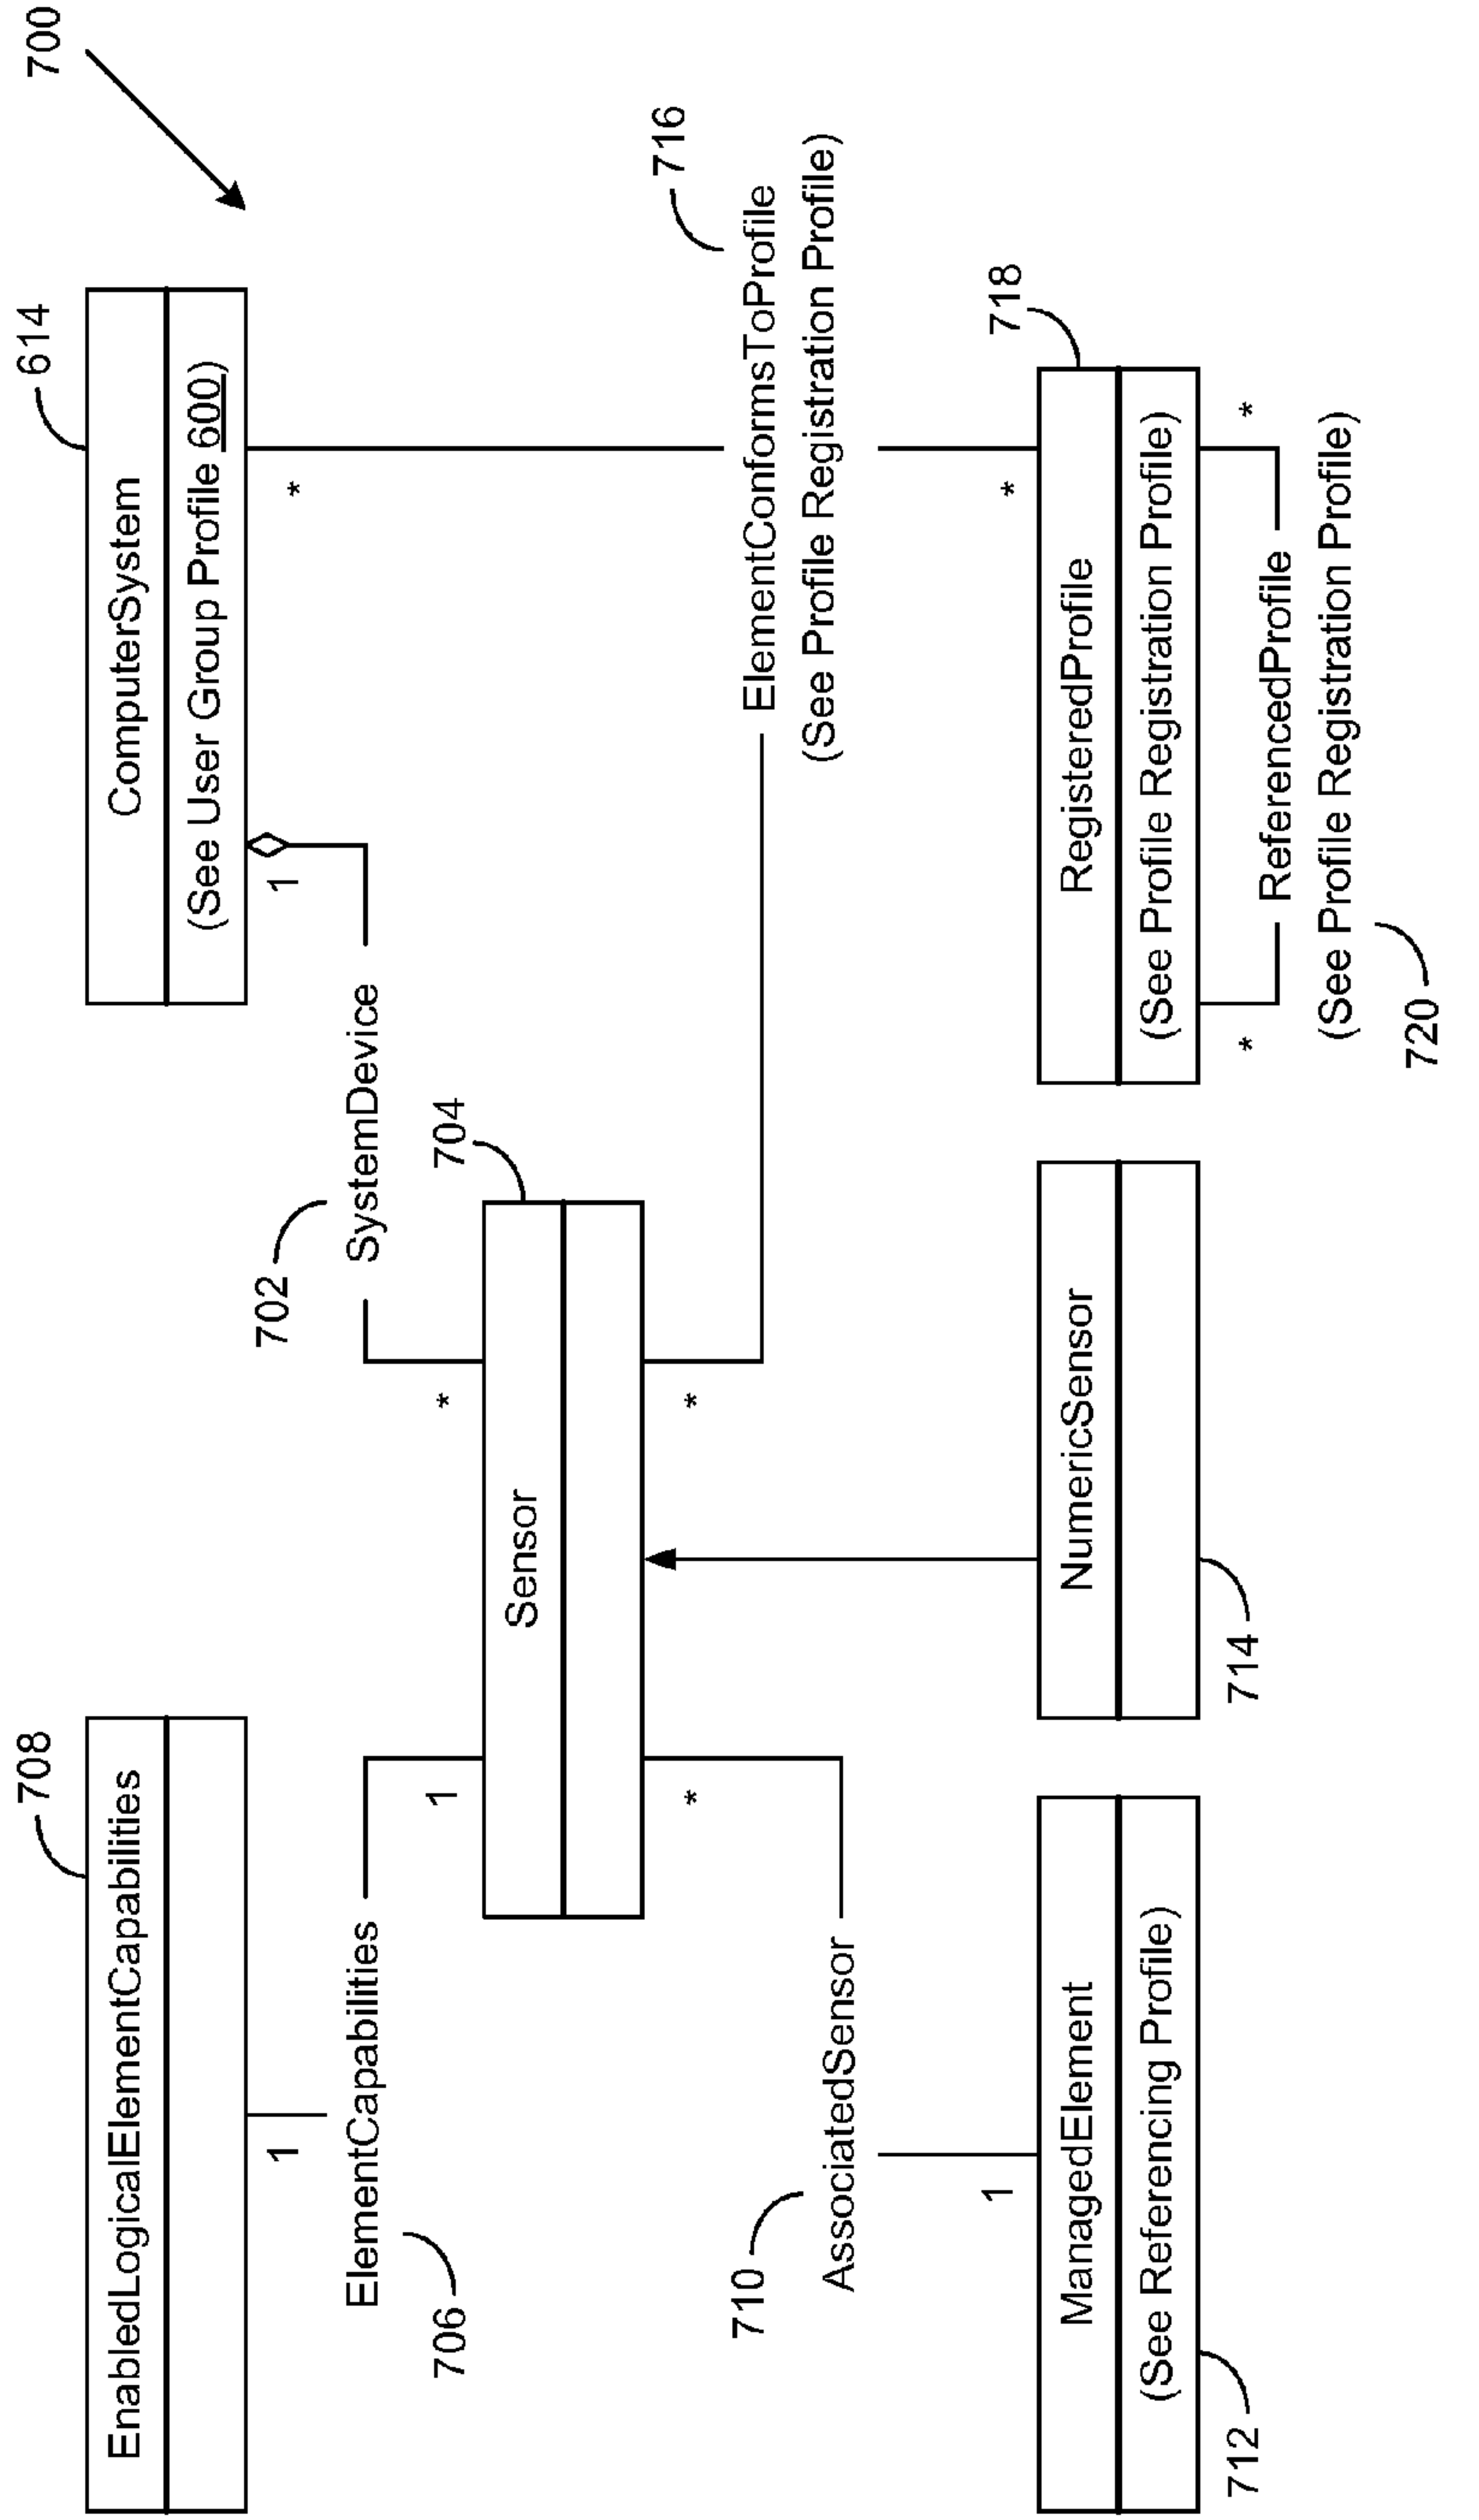 700
708
EnabledLogicalElementCapabilities
614
ComputerSystem
(See User Group Profile 600)
1
1
*
702
ElementCapabilities
SystemDevice
706
1
*
704
Sensor
*
*
716
710
AssociatedSensor
ElementConformsToProfile
(See Profile Registration Profile)
1
*
718
ManagedElement
(See Referencing Profile)
NumericSensor
RegisteredProfile
(See Profile Registration Profile)
712
714
*
*
ReferencedProfile
(See Profile Registration Profile)
720